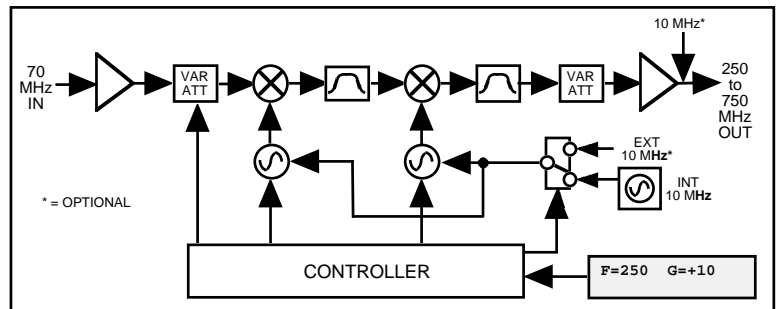 10 MHz*
70
MHz
IN
VAR
ATT
VAR
ATT
250
to
750
MHz
OUT
EXT
10 MHz*
INT
10 MHz
* = OPTIONAL
CONTROLLER
F=250 G=+10